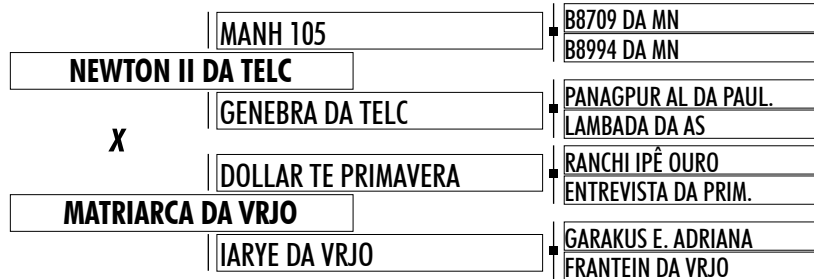 MANH 105
B8709 DA MN
B8994 DA MN
NEWTON II DA TELC
GENEBRA DA TELC
PANAGPUR AL DA PAUL.
LAMBADA DA AS
X
DOLLAR TE PRIMAVERA
RANCHI IPÊ OURO
ENTREVISTA DA PRIM.
MATRIARCA DA VRJO
IARYE DA VRJO
GARAKUS E. ADRIANA
FRANTEIN DA VRJO